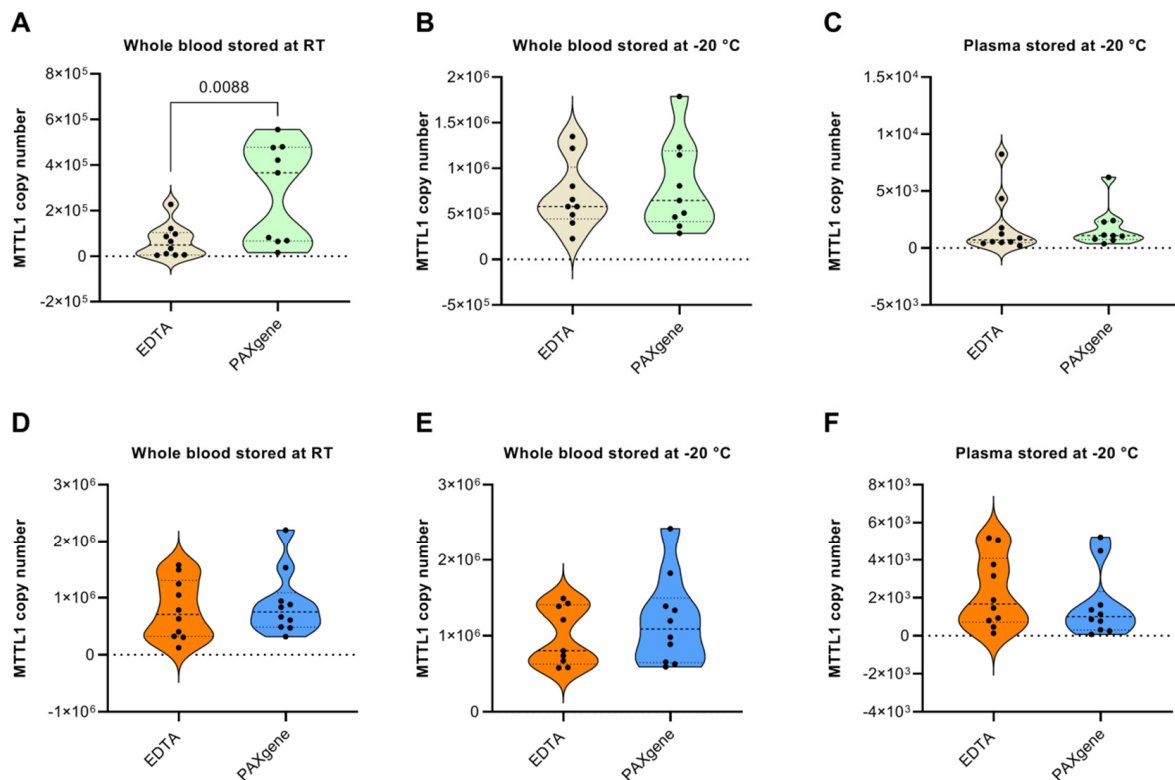 A
Whole blood stored at RT
MTTL1 copy number
8×10⁵
6×10⁵
4×10⁵
2×10⁵
0
-2×10⁵
0.0088
EDTA
PAXgene
B
Whole blood stored at -20 °C
MTTL1 copy number
2×10⁶
1×10⁶
1×10⁶
5×10⁵
0
-5×10⁵
EDTA
PAXgene
C
Plasma stored at -20 °C
MTTL1 copy number
1.5×10⁴
1×10⁴
5×10³
0
-5×10³
EDTA
PAXgene
D
Whole blood stored at RT
MTTL1 copy number
3×10⁶
2×10⁶
1×10⁶
0
-1×10⁶
EDTA
PAXgene
E
Whole blood stored at -20 °C
MTTL1 copy number
3×10⁶
2×10⁶
1×10⁶
0
EDTA
PAXgene
F
Plasma stored at -20 °C
MTTL1 copy number
8×10³
6×10³
4×10³
2×10³
0
-2×10³
-4×10³
EDTA
PAXgene